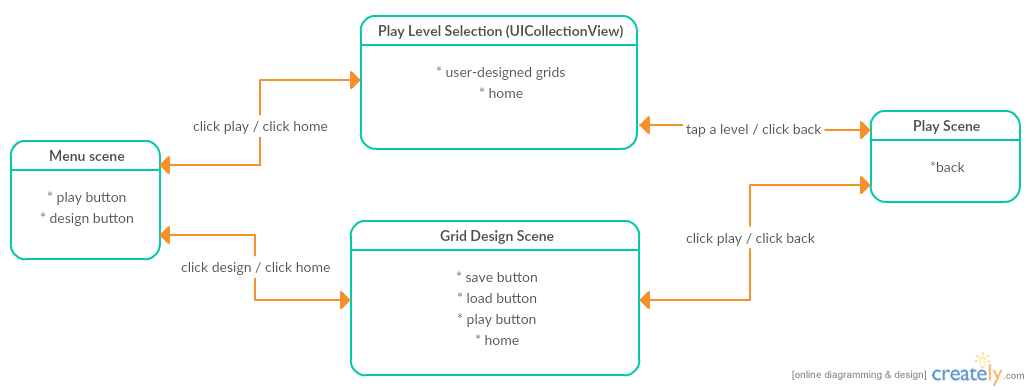 Play Level Selection (UICollectionView)
* user-designed grids
* home
click play / click home
tap a level / click back
Play Scene
*back
Menu scene
* play button
* design button
click design / click home
Grid Design Scene
* save button
* load button
* play button
* home
click play / click back
[online diagramming & design] creately.com